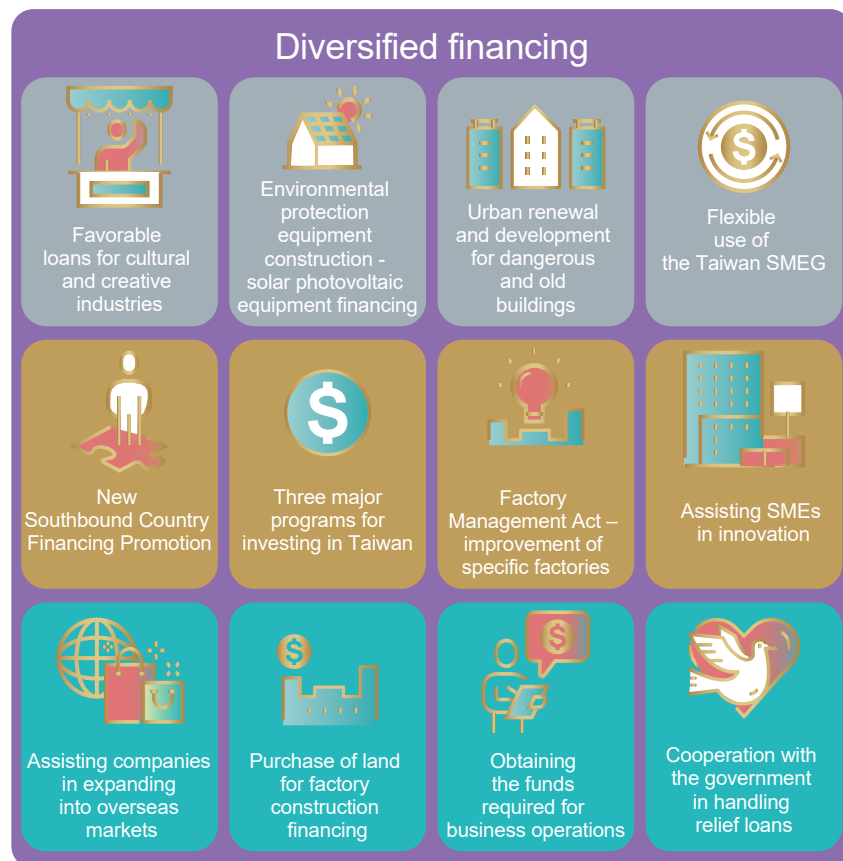 Diversified financing
Favorable
loans for cultural
and creative
industries
Environmental
protection
equipment
construction -
solar photovoltaic
equipment financing
Urban renewal
and development
for dangerous
and old
buildings
$
Flexible
use of
the Taiwan SMEG
New
Southbound Country
Financing Promotion
$
Three major
programs for
investing in Taiwan
Factory
Management Act –
improvement of
specific factories
Assisting SMEs
in innovation
Assisting companies
in expanding
into overseas
markets
$
Purchase of land
for factory
construction
financing
$
Obtaining
the funds
required for
business operations
Cooperation with
the government
in handling
relief loans